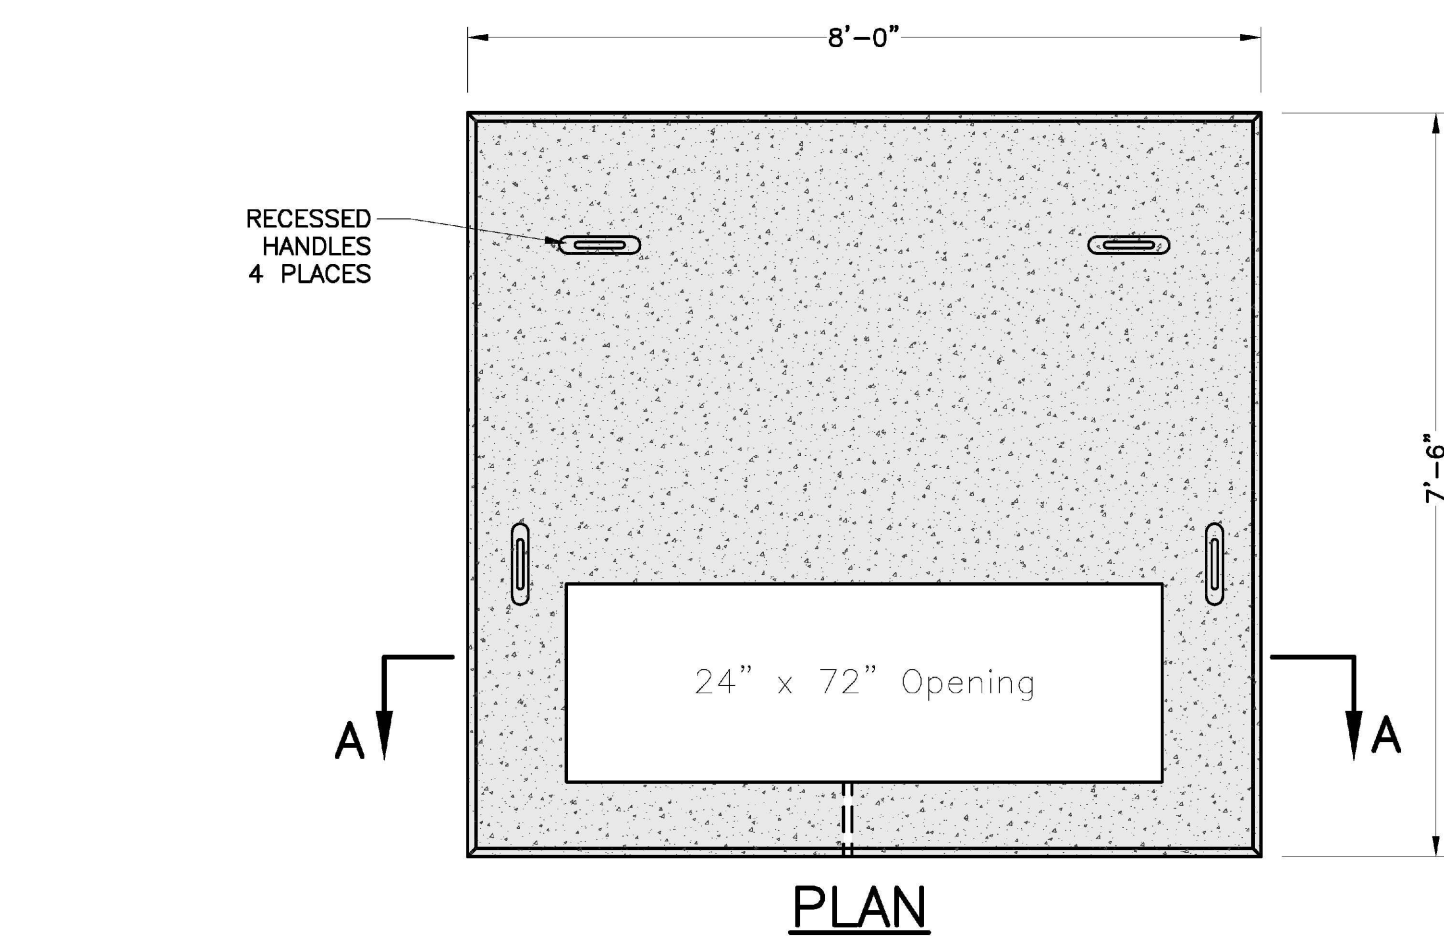 8’-0”
RECESSED
HANDLES
4 PLACES
7’-6”
24” x 72” Opening
A
A
PLAN